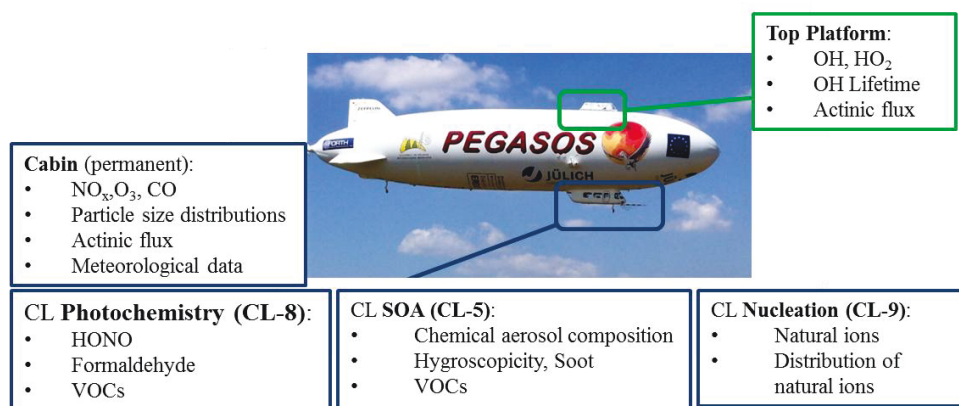 Top Platform:
• OH, HO₂
• OH Lifetime
• Actinic flux
PEGASOS
JÜLICH
FORTH
Cabin (permanent):
• NOₓ,O₃, CO
• Particle size distributions
• Actinic flux
• Meteorological data
CL Photochemistry (CL-8):
• HONO
• Formaldehyde
• VOCs
CL SOA (CL-5):
• Chemical aerosol composition
• Hygroscopicity, Soot
• VOCs
CL Nucleation (CL-9):
• Natural ions
• Distribution of
natural ions